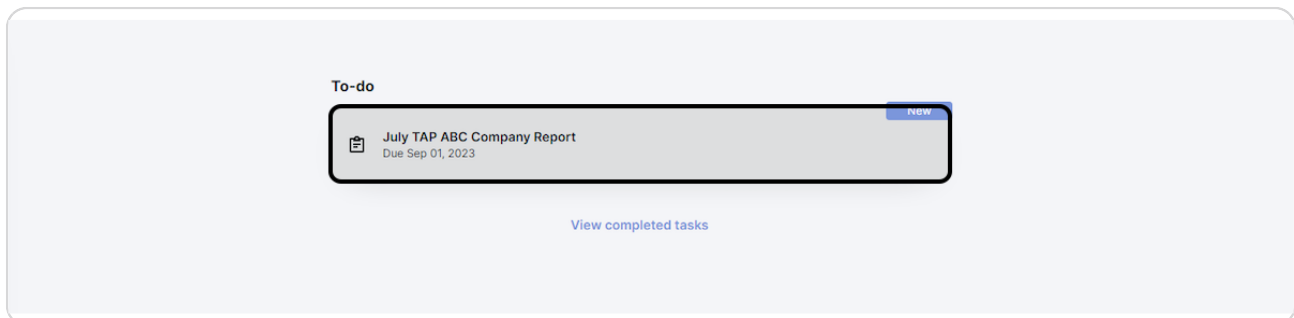 To-do
New
July TAP ABC Company Report
Due Sep 01, 2023
View completed tasks